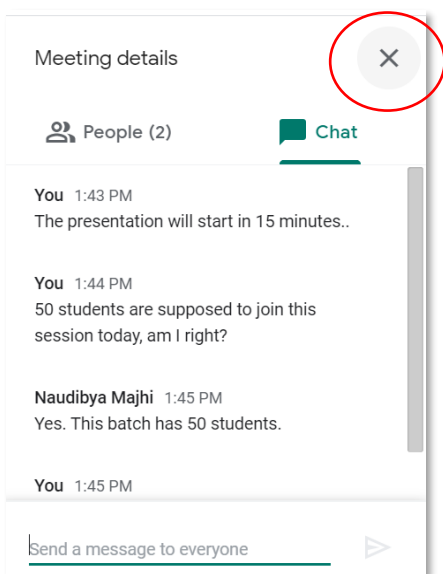 Meeting details
People (2)
Chat
You 1:43 PM
The presentation will start in 15 minutes..
You 1:44 PM
50 students are supposed to join this
session today, am I right?
Naudibya Majhi 1:45 PM
Yes. This batch has 50 students.
You 1:45 PM
Send a message to everyone